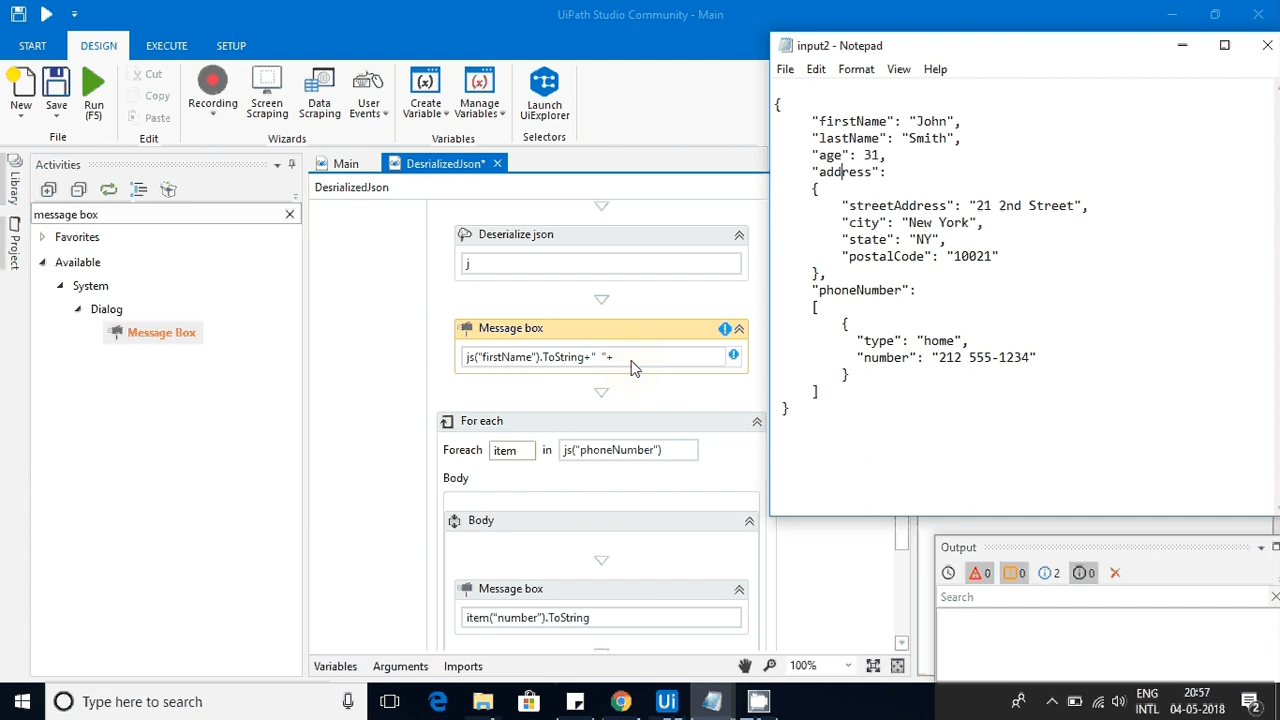 UiPath Studio Community - Main
START
DESIGN
EXECUTE
SETUP
New
Save
Run
(F5)
Cut
Copy
Paste
File
Edit
Recording
Screen
Scraping
Data
Scraping
User
Events
Wizards
Create
Variable
Manage
Variables
Variables
Launch
UiExplorer
Selectors
Library
Project
Activities
message box
Favorites
Available
System
Dialog
Message Box
Main
DesrializedJson*
DesrializedJson
Deserialize json
j
Message box
js("firstName").ToString+" "+
For each
Foreach item in js("phoneNumber")
Body
Body
Message box
item("number").ToString
Variables
Arguments
Imports
100%
input2 - Notepad
File Edit Format View Help
{
"firstName": "John",
"lastName": "Smith",
"age": 31,
"address":
{
"streetAddress": "21 2nd Street",
"city": "New York",
"state": "NY",
"postalCode": "10021"
},
"phoneNumber":
[
{
"type": "home",
"number": "212 555-1234"
}
]
}
Output
0
0
2
0
Search
Type here to search
Ui
ENG
INTL
20:57
04-05-2018
2